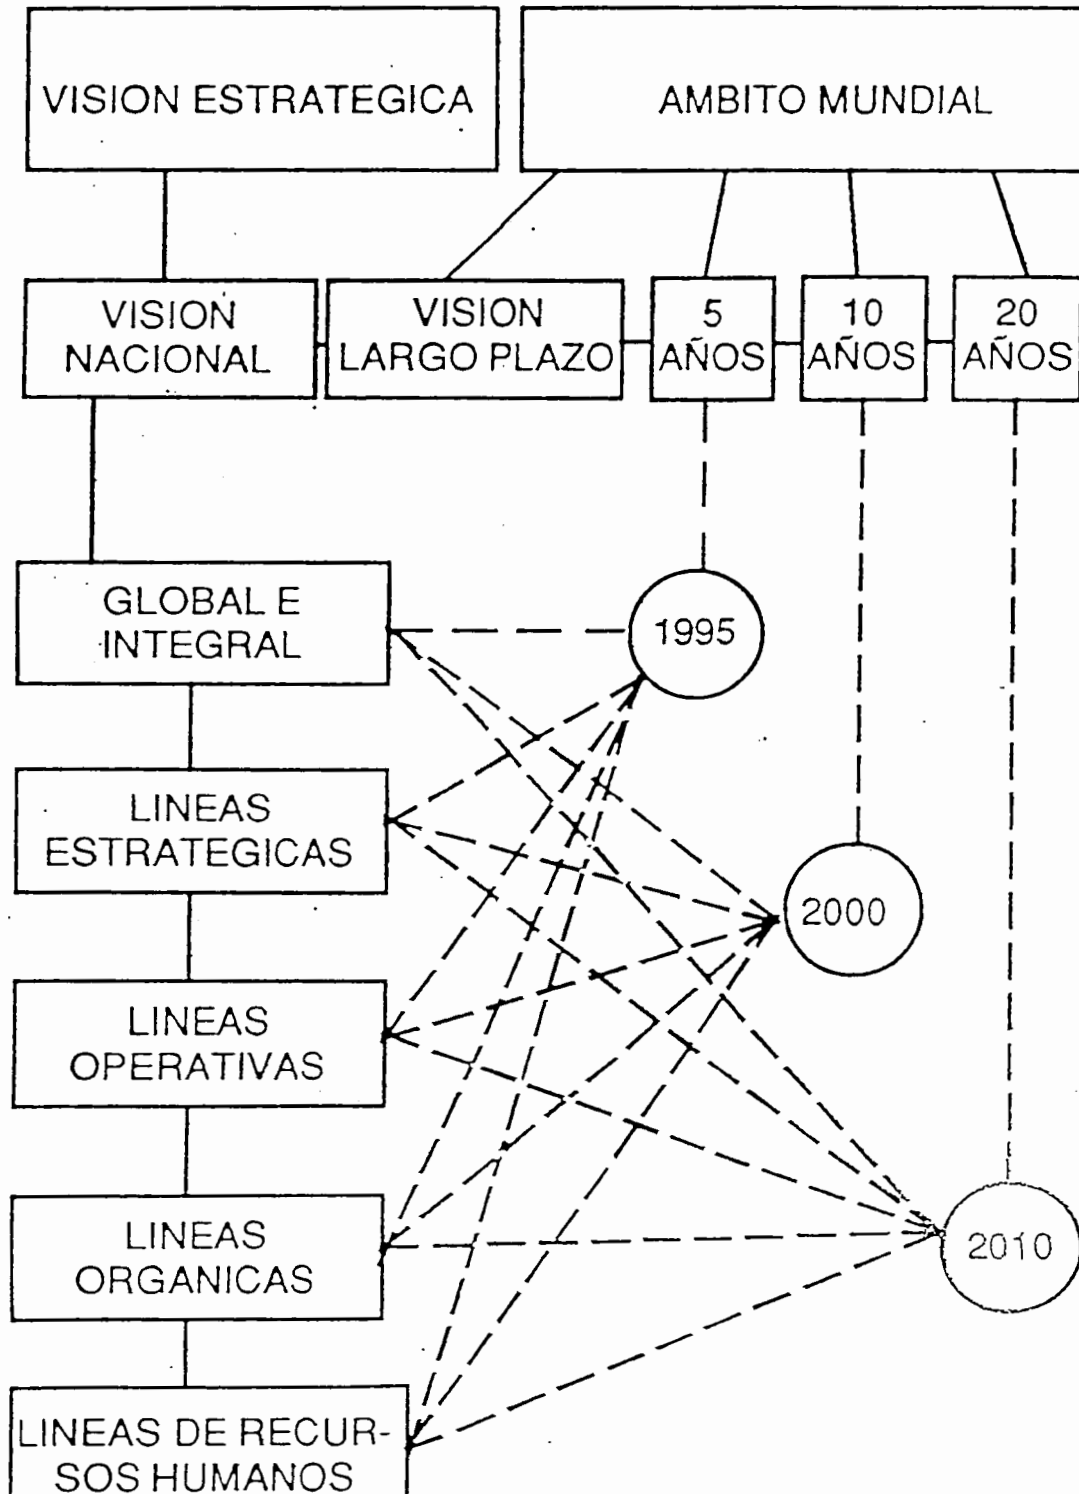 VISION ESTRATEGICA
AMBITO MUNDIAL
VISION
NACIONAL
VISION
LARGO PLAZO
5
AÑOS
10
AÑOS
20
AÑOS
GLOBAL E
INTEGRAL
1995
LINEAS
ESTRATEGICAS
2000
LINEAS
OPERATIVAS
LINEAS
ORGANICAS
2010
LINEAS DE RECUR-
SOS HUMANOS